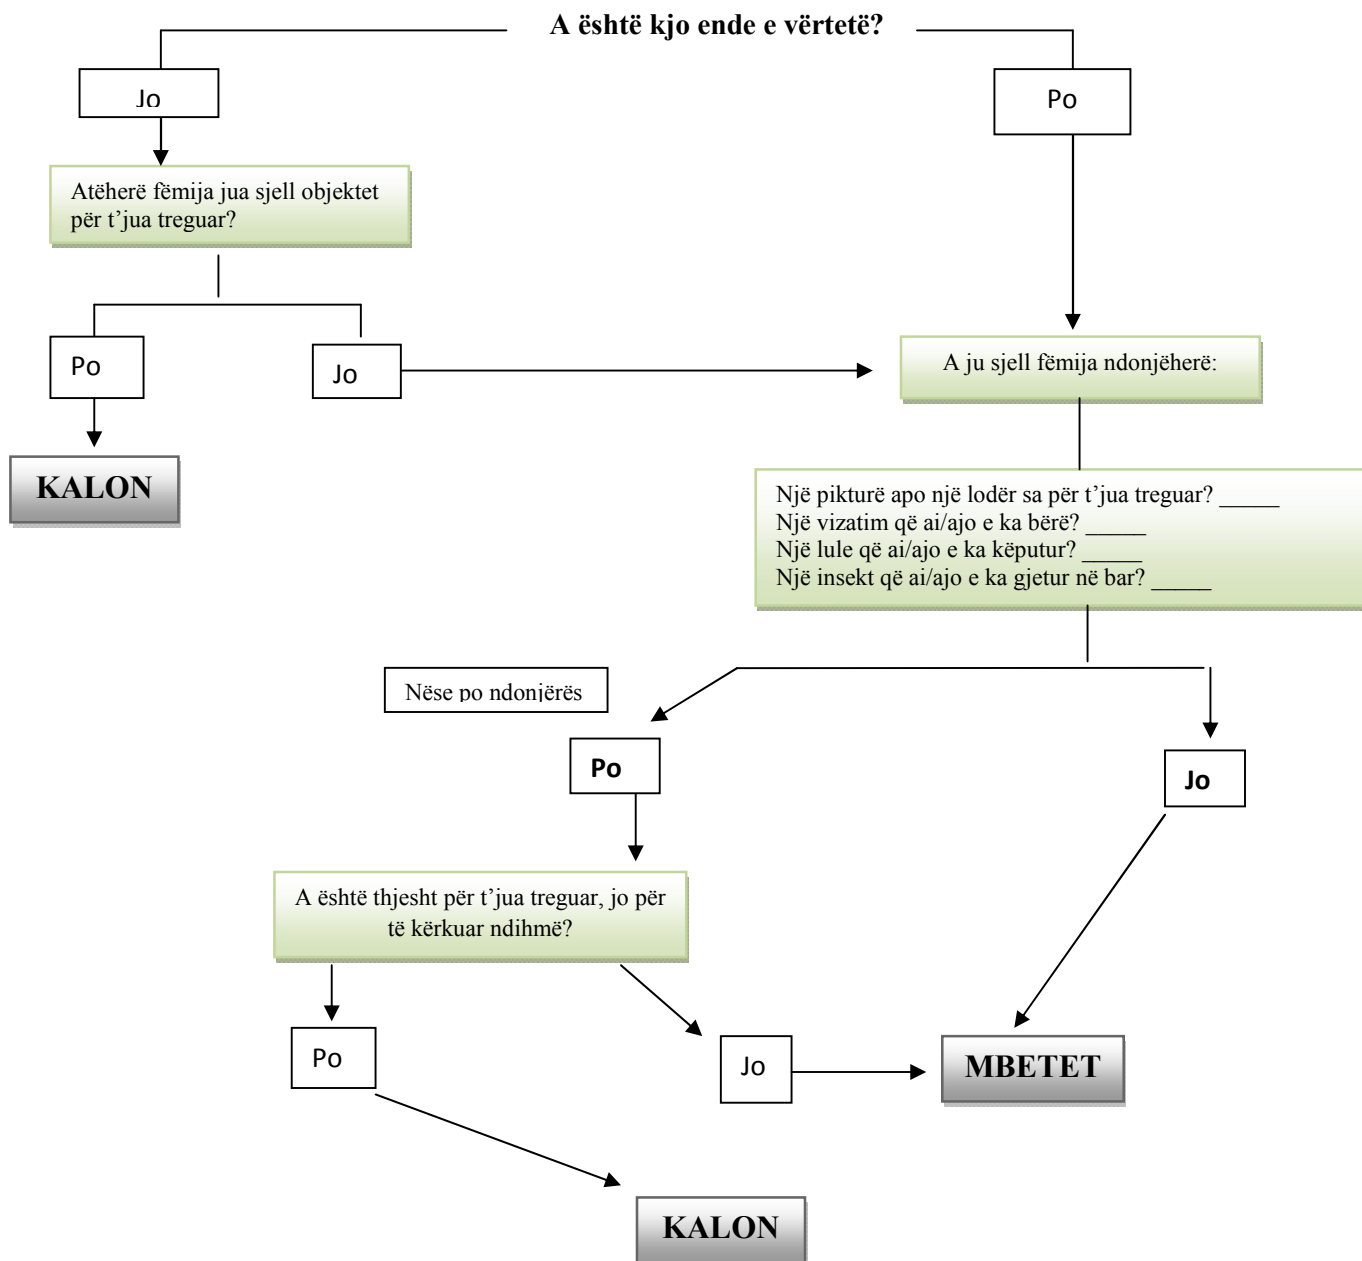 A është kjo ende e vërtetë?
Jo
Po
Atëherë fëmija jua sjell objektet
për t’jua treguar?
Po
Jo
A ju sjell fëmija ndonjëherë:
KALON
Një pikturë apo një lodër sa për t’jua treguar? _____
Një vizatim që ai/ajo e ka bërë? _____
Një lule që ai/ajo e ka këputur? _____
Një insekt që ai/ajo e ka gjetur në bar? _____
Nëse po ndonjërës
Po
Jo
A është thjesht për t’jua treguar, jo për
të kërkuar ndihmë?
Po
Jo
MBETET
KALON